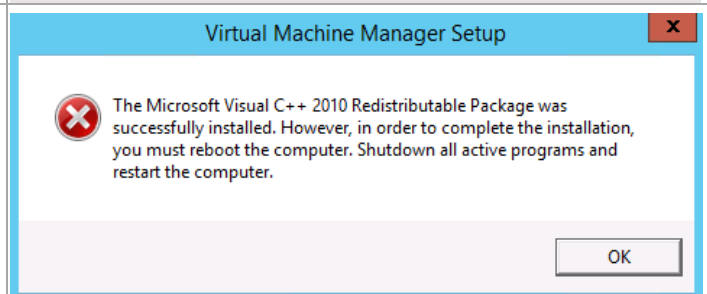 Virtual Machine Manager Setup
x
The Microsoft Visual C++ 2010 Redistributable Package was
successfully installed. However, in order to complete the installation,
you must reboot the computer. Shutdown all active programs and
restart the computer.
OK